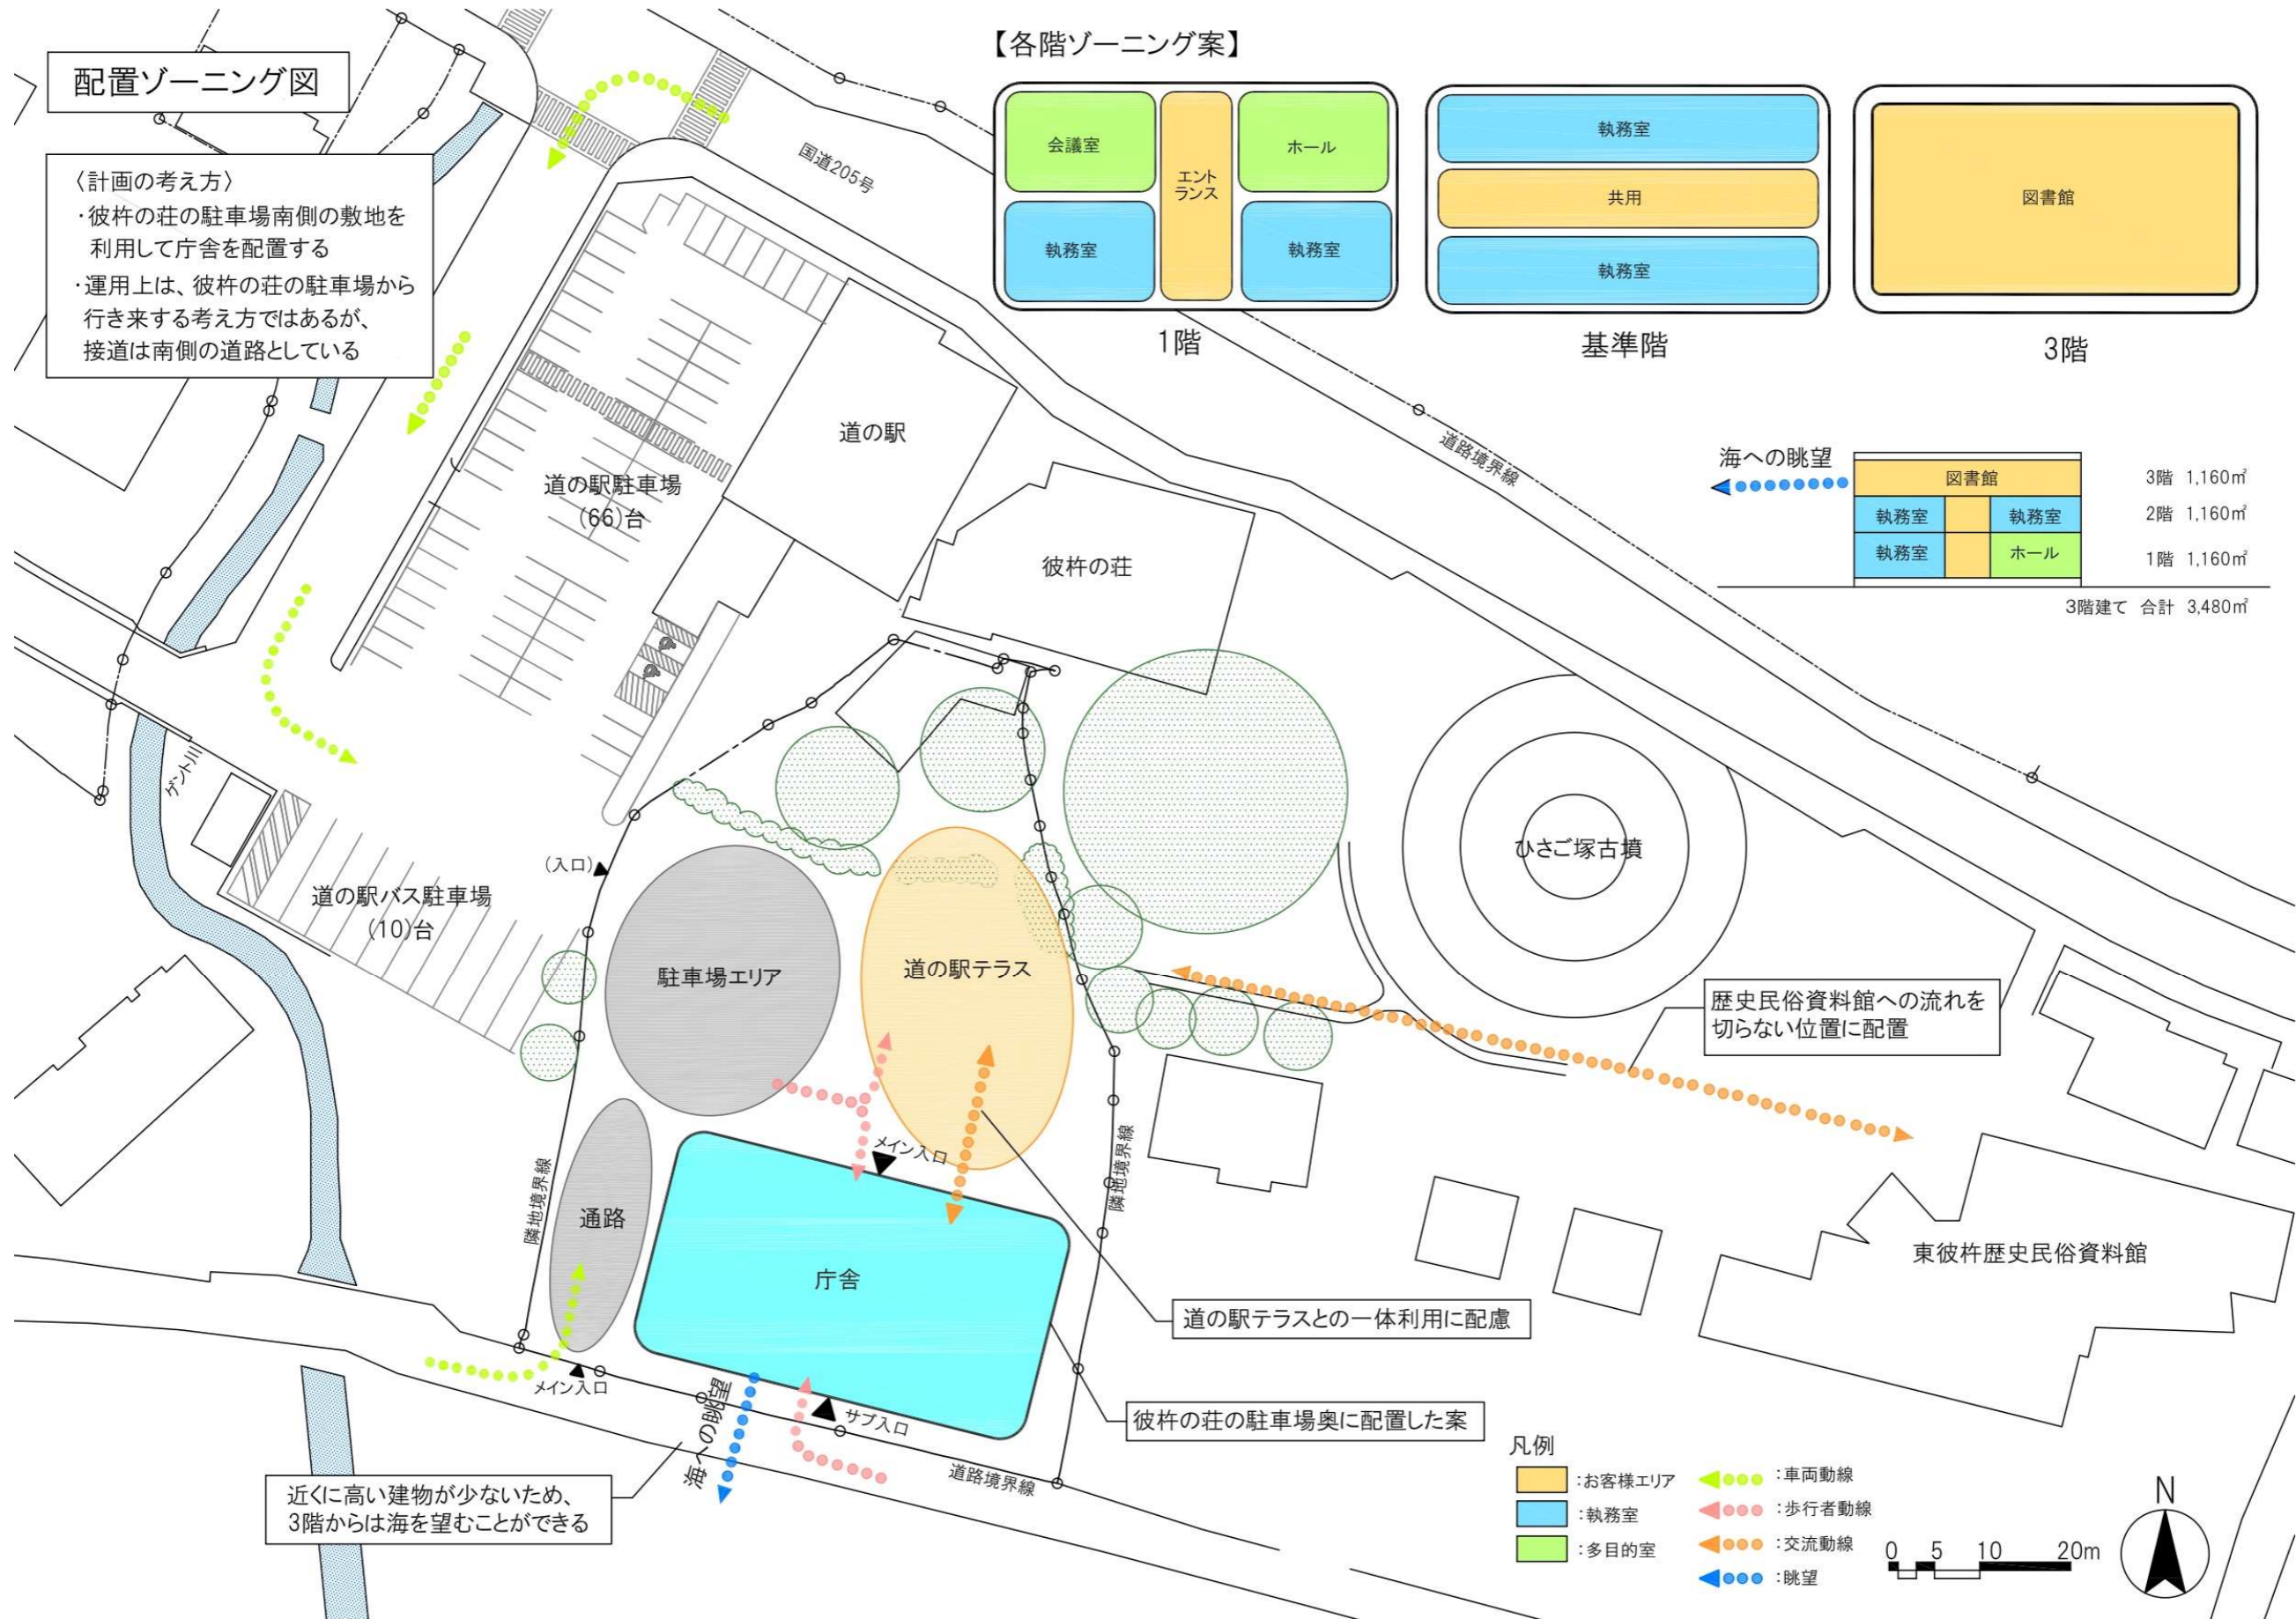 配置ゾーニング図
〈計画の考え方〉
・彼杵の荘の駐車場南側の敷地を
利用して庁舎を配置する
・運用上は、彼杵の荘の駐車場から
行き来する考え方ではあるが、
接道は南側の道路としている
【各階ゾーニング案】
会議室
エント
ランス
ホール
執務室
執務室
1階
執務室
共用
執務室
基準階
図書館
3階
海への眺望
図書館
執務室
執務室
執務室
ホール
3階 1,160㎡
2階 1,160㎡
1階 1,160㎡
3階建て 合計 3,480㎡
国道205号
道路境界線
道の駅
道の駅駐車場
(66)台
彼杵の荘
ゲント川
道の駅バス駐車場
(10)台
(入口)
ひさご塚古墳
駐車場エリア
道の駅テラス
歴史民俗資料館への流れを
切らない位置に配置
メイン入口
隣地境界線
隣地境界線
通路
庁舎
東彼杵歴史民俗資料館
道の駅テラスとの一体利用に配慮
メイン入口
海への眺望
サブ入口
彼杵の荘の駐車場奥に配置した案
道路境界線
近くに高い建物が少ないため、
3階からは海を望むことができる
凡例
:お客様エリア
:執務室
:多目的室
:車両動線
:歩行者動線
:交流動線
:眺望
0 5 10 20m
N